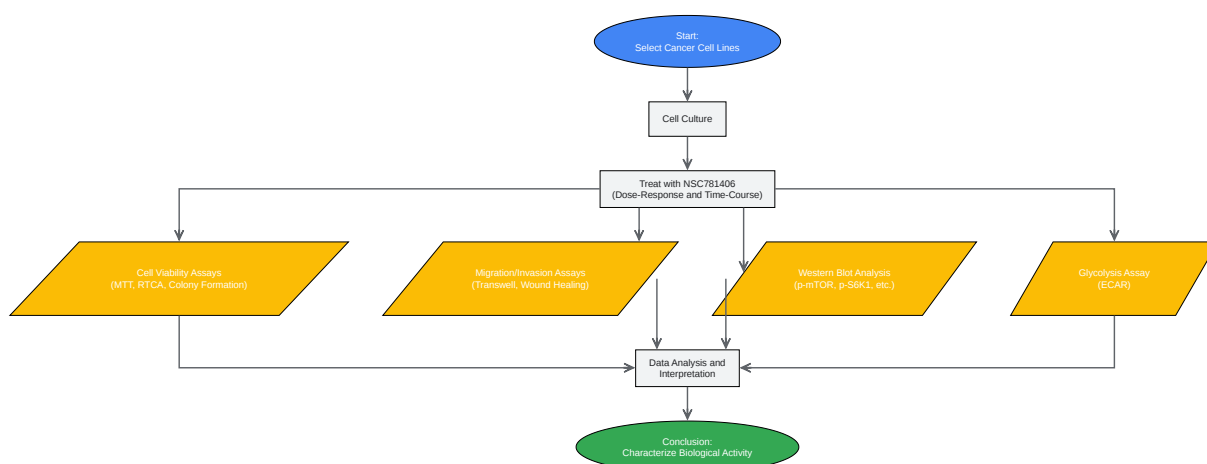 Start:
Select Cancer Cell Lines
Cell Culture
Treat with NSC781406
(Dose-Response and Time-Course)
Cell Viability Assays
(MTT, RTCA, Colony Formation)
Migration/Invasion Assays
(Transwell, Wound Healing)
Western Blot Analysis
(p-mTOR, p-S6K1, etc.)
Glycolysis Assay
(ECAR)
Data Analysis and
Interpretation
Conclusion:
Characterize Biological Activity